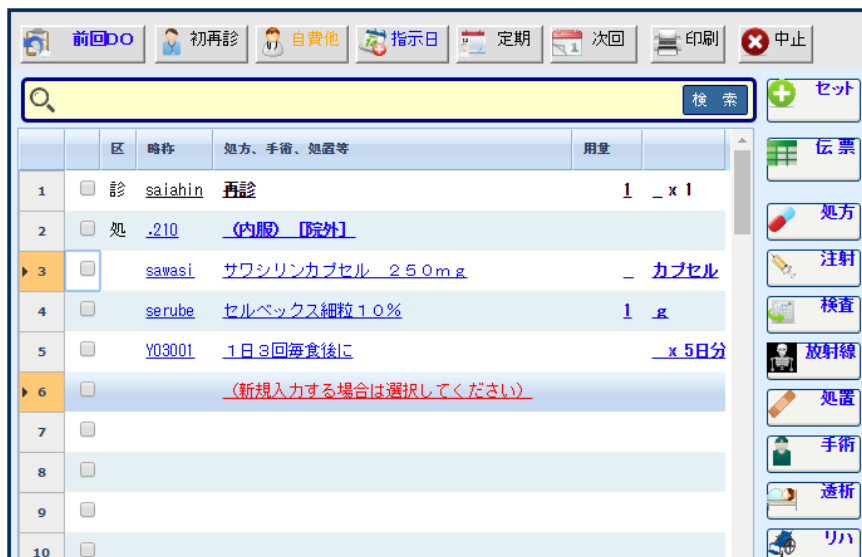 前回DO 初再診 自費他 指示日 定期 次回 印刷 中止
検 索
セット
伝票
処方
注射
検査
放射線
処置
手術
透析
リハ
区 略称 処方、手術、処置等 用量
1 診 saiahin 再診 1 _ x 1
2 処 .210 (内服) [院外]
3 sawasi サワシリンカプセル 250mg _ カプセル
4 serube セルベックス細粒10% 1 g
5 Y03001 1日3回毎食後に _ x 5日分
6 (新規入力する場合は選択してください)
7
8
9
10